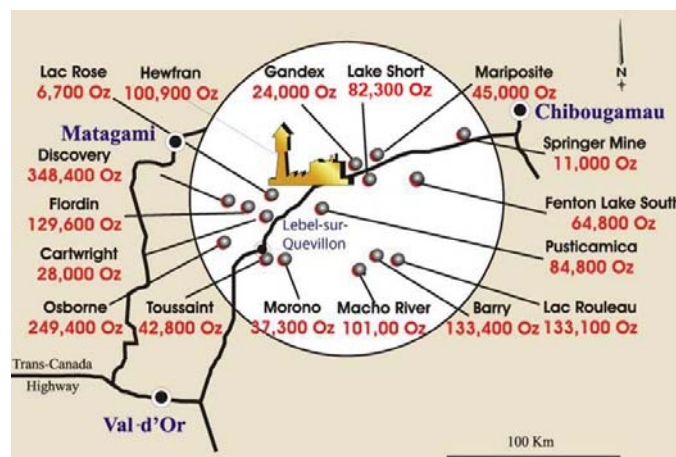 Lac Rose
6,700 Oz
Hewfran
100,900 Oz
Gandex
24,000 Oz
Lake Short
82,300 Oz
Mariposite
45,000 Oz
N
Matagami
Chibougamau
Discovery
348,400 Oz
Springer Mine
11,000 Oz
Flordin
129,600 Oz
Fenton Lake South
64,800 Oz
Lebel-sur-
Quevillon
Cartwright
28,000 Oz
Pusticamica
84,800 Oz
Osborne
249,400 Oz
Toussaint
42,800 Oz
Morono
37,300 Oz
Macho River
101,00 Oz
Barry
133,400 Oz
Lac Rouleau
133,100 Oz
Trans-Canada
Highway
Val-d'Or
100 Km